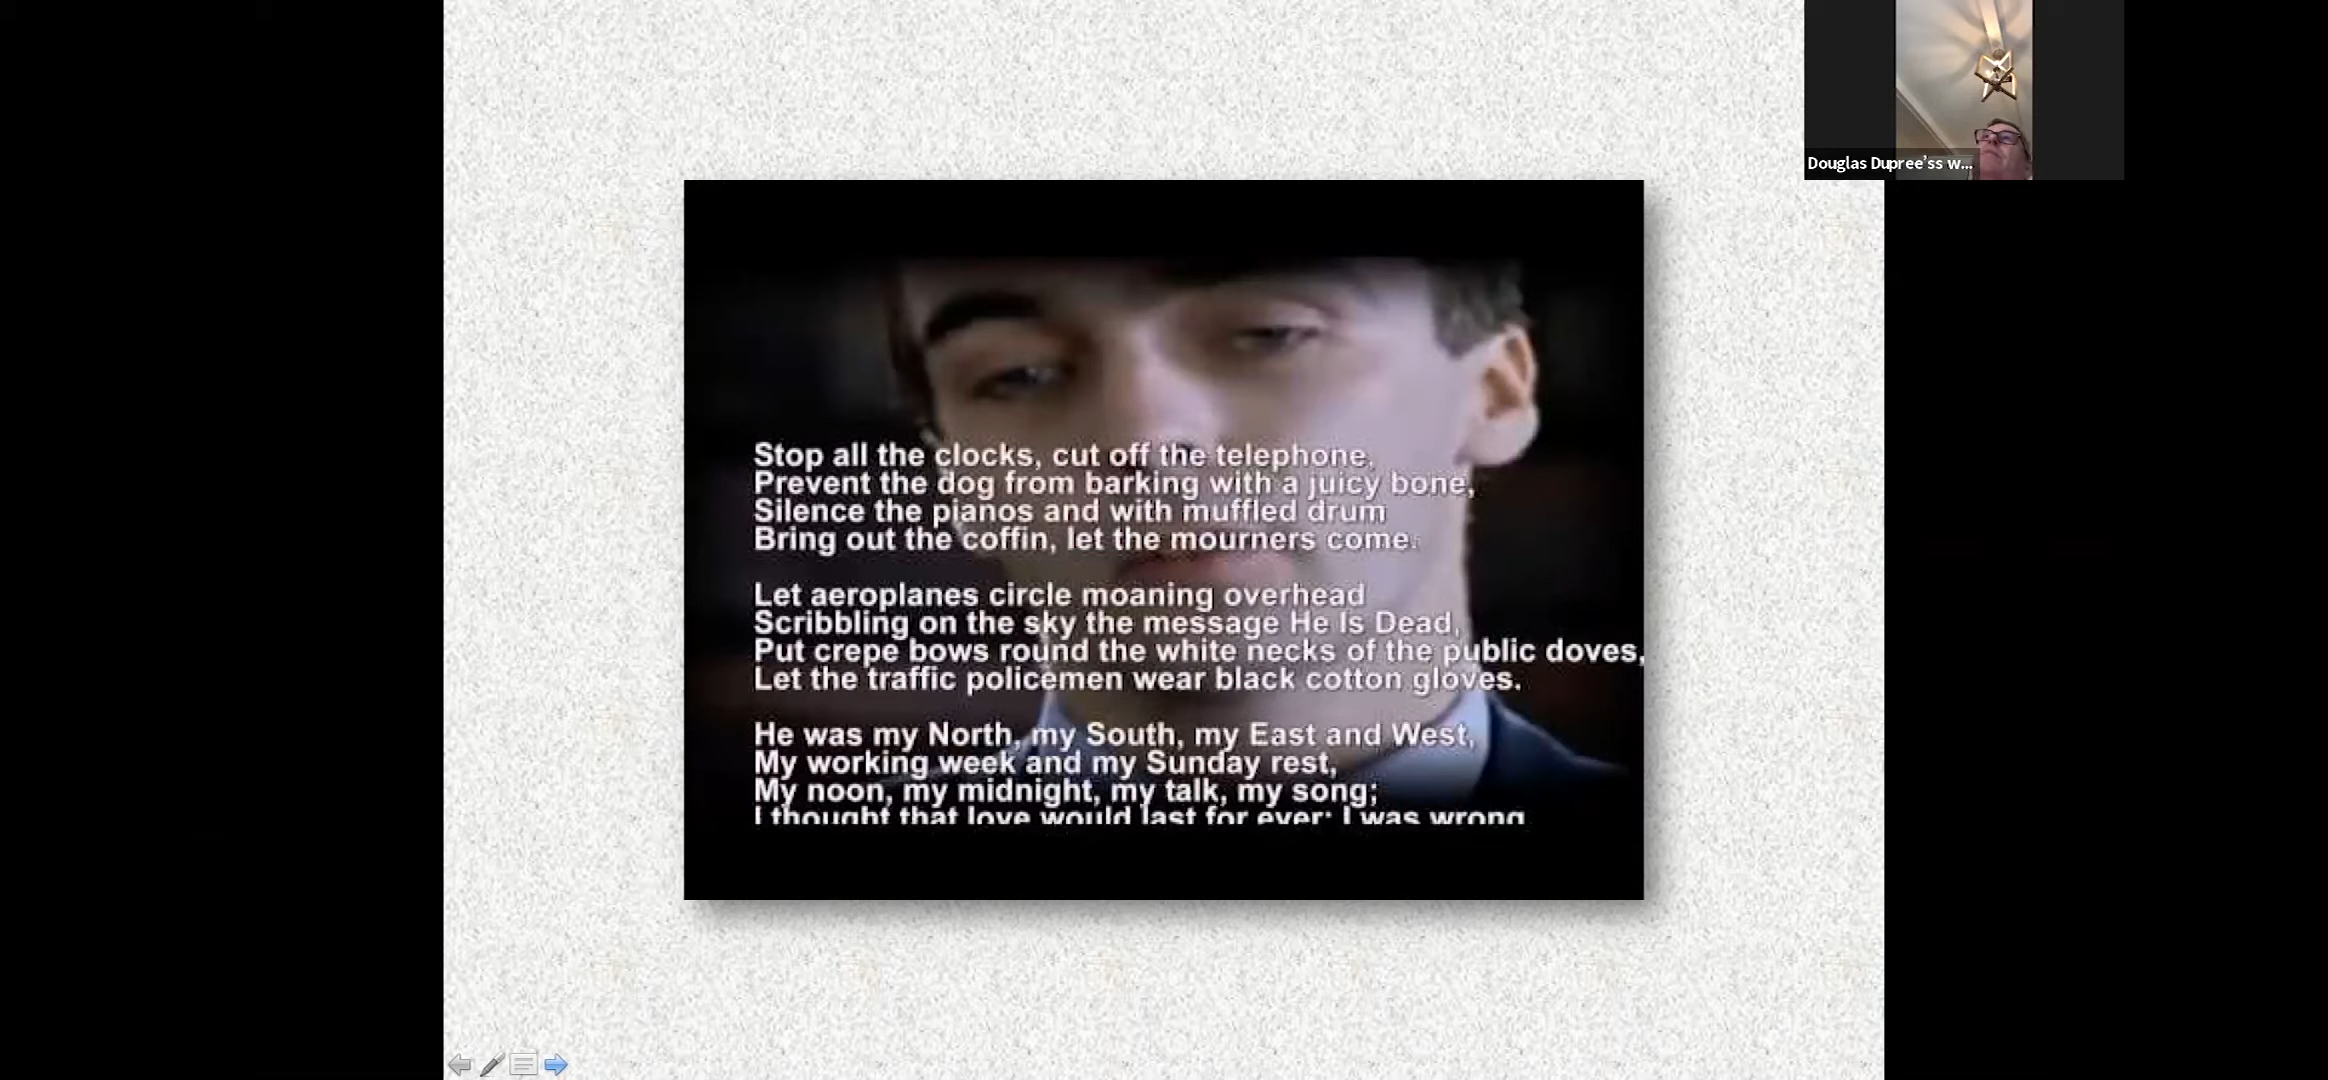 Douglas Dupree'ss w...
Stop all the clocks, cut off the telephone,
Prevent the dog from barking with a juicy bone,
Silence the pianos and with muffled drum
Bring out the coffin, let the mourners come.
Let aeroplanes circle moaning overhead
Scribbling on the sky the message He Is Dead,
Put crepe bows round the white necks of the public doves,
Let the traffic policemen wear black cotton gloves.
He was my North, my South, my East and West,
My working week and my Sunday rest,
My noon, my midnight, my talk, my song;
I thought that love would last for ever: I was wrong